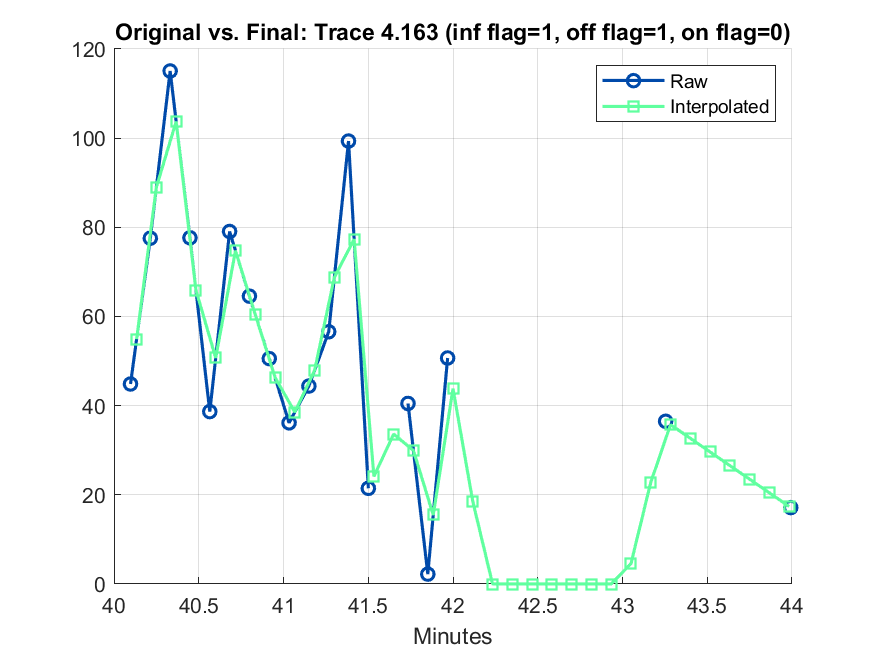 Original vs. Final: Trace 4.163 (inf flag=1, off flag=1, on flag=0)
Raw
Interpolated
120
100
80
60
40
20
0
40 40.5 41 41.5 42 42.5 43 43.5 44
Minutes